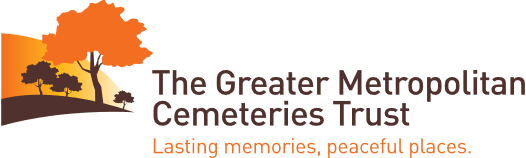 The Greater Metropolitan
Cemeteries Trust
Lasting memories, peaceful places.